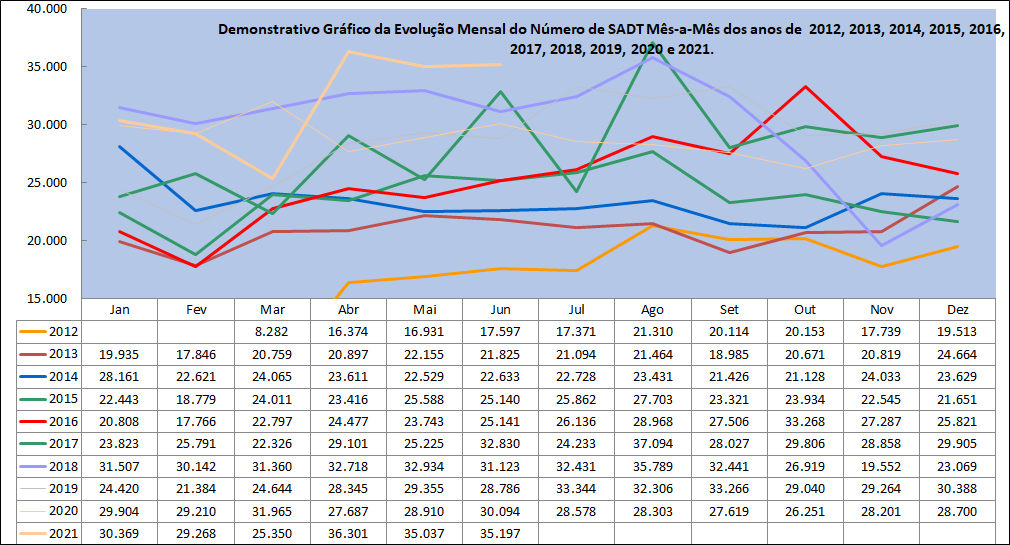 Demonstrativo Gráfico da Evolução Mensal do Número de SADT Mês-a-Mês dos anos de 2012, 2013, 2014, 2015, 2016,
2017, 2018, 2019, 2020 e 2021.
40.000
35.000
30.000
25.000
20.000
15.000
Jan Fev Mar Abr Mai Jun Jul Ago Set Out Nov Dez
2012 8.282 16.374 16.931 17.597 17.371 21.310 20.114 20.153 17.739 19.513
2013 19.935 17.846 20.759 20.897 22.155 21.825 21.094 21.464 18.985 20.671 20.819 24.664
2014 28.161 22.621 24.065 23.611 22.529 22.633 22.728 23.431 21.426 21.128 24.033 23.629
2015 22.443 18.779 24.011 23.416 25.588 25.140 25.862 27.703 23.321 23.934 22.545 21.651
2016 20.808 17.766 22.797 24.477 23.743 25.141 26.136 28.968 27.506 33.268 27.287 25.821
2017 23.823 25.791 22.326 29.101 25.225 32.830 24.233 37.094 28.027 29.806 28.858 29.905
2018 31.507 30.142 31.360 32.718 32.934 31.123 32.431 35.789 32.441 26.919 19.552 23.069
2019 24.420 21.384 24.644 28.345 29.355 28.786 33.344 32.306 33.266 29.040 29.264 30.388
2020 29.904 29.210 31.965 27.687 28.910 30.094 28.578 28.303 27.619 26.251 28.201 28.700
2021 30.369 29.268 25.350 36.301 35.037 35.197